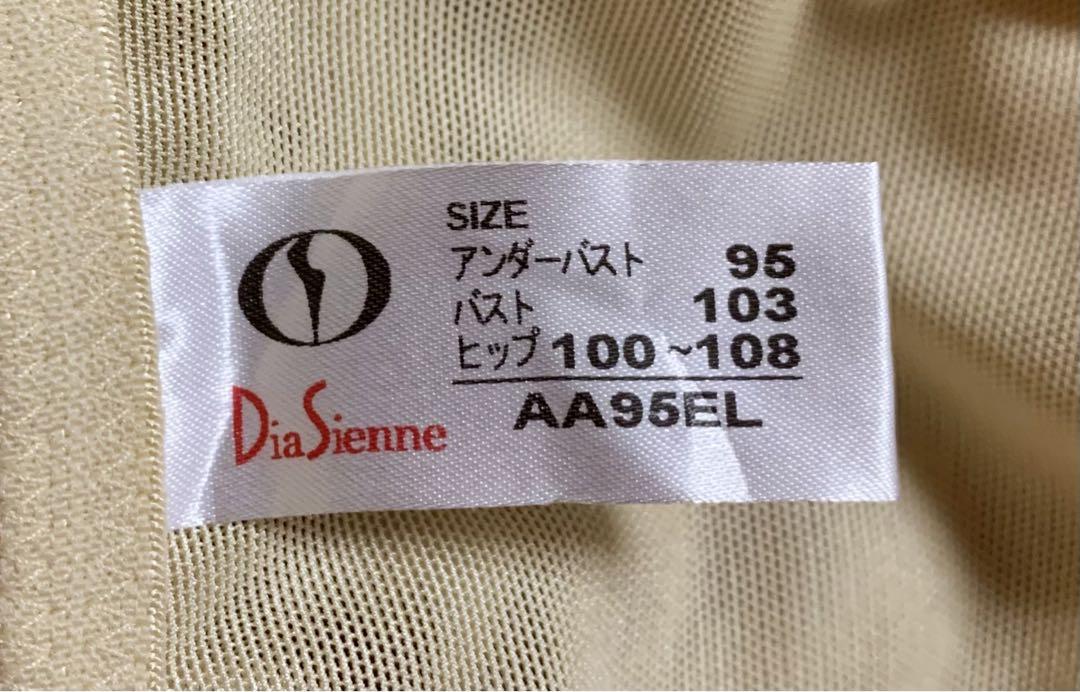 SIZE
アンダーバスト 95
バスト 103
ヒップ 100~108
AA95EL
DiaSienne